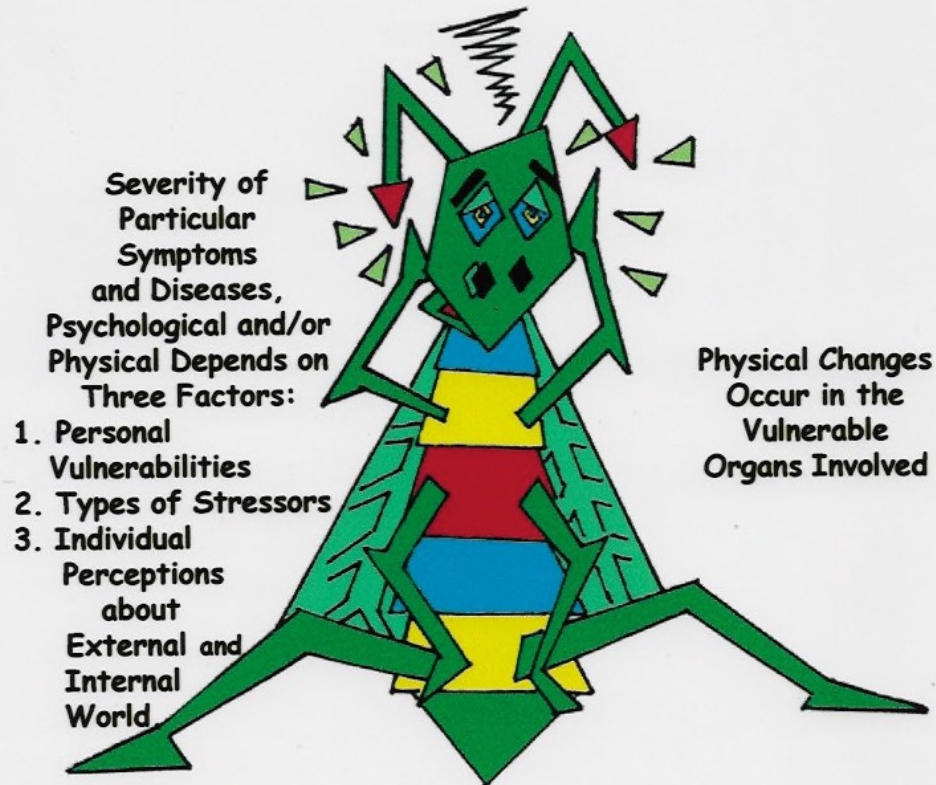 Severity of
Particular
Symptoms
and Diseases,
Psychological and/or
Physical Depends on
Three Factors:
1. Personal
Vulnerabilities
2. Types of Stressors
3. Individual
Perceptions
about
External and
Internal
World.
Physical Changes
Occur in the
Vulnerable
Organs Involved